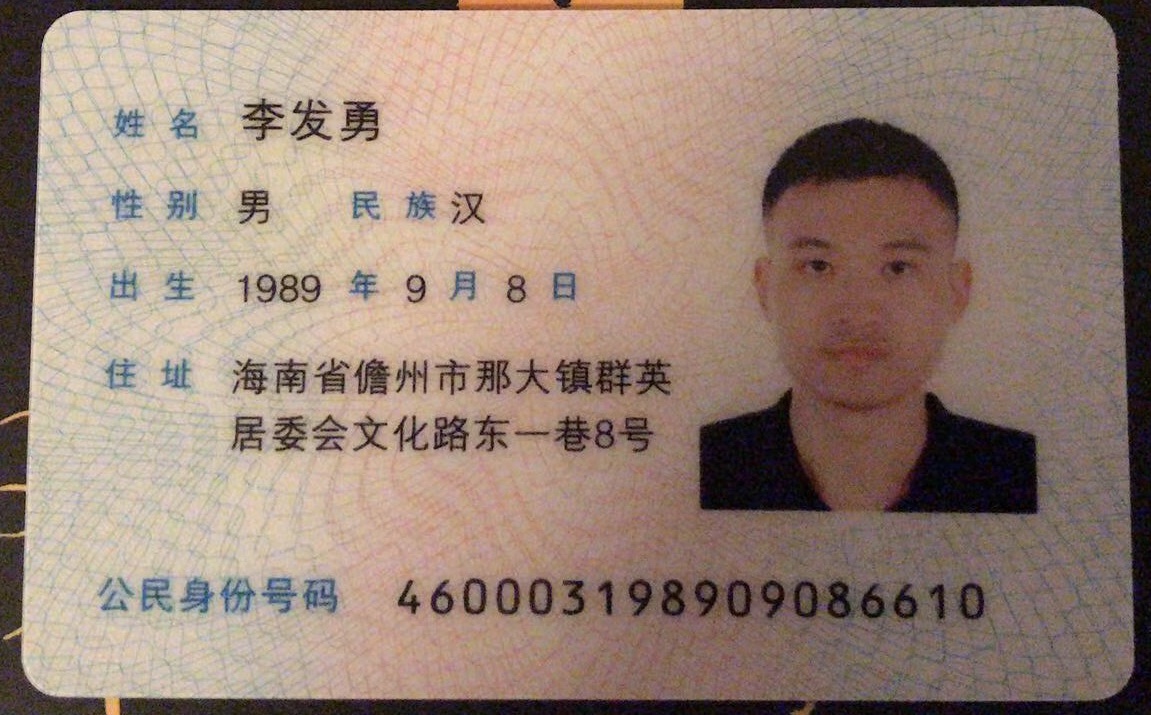 姓名 李发勇
性别 男 民族 汉
出生 1989 年 9 月 8 日
住址 海南省儋州市那大镇群英
居委会文化路东一巷8号
公民身份号码 460003198909086610